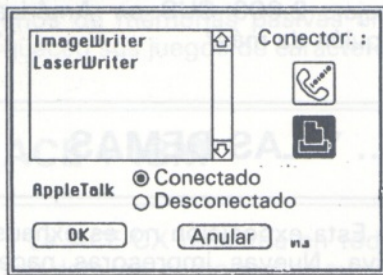 ImageWriter
LaserWriter
Conector: :
AppleTalk
Conectado
Desconectado
OK
Anular